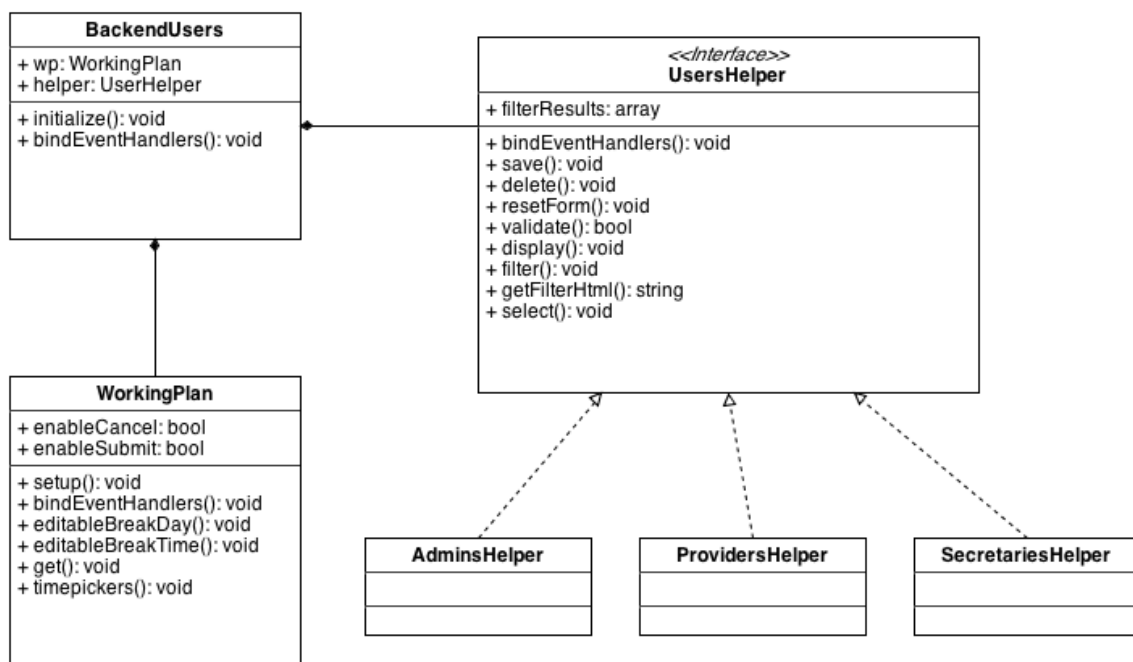 BackendUsers
+ wp: WorkingPlan
+ helper: UserHelper
+ initialize(): void
+ bindEventHandlers(): void
<<Interface>>
UsersHelper
+ filterResults: array
+ bindEventHandlers(): void
+ save(): void
+ delete(): void
+ resetForm(): void
+ validate(): bool
+ display(): void
+ filter(): void
+ getFilterHtml(): string
+ select(): void
WorkingPlan
+ enableCancel: bool
+ enableSubmit: bool
+ setup(): void
+ bindEventHandlers(): void
+ editableBreakDay(): void
+ editableBreakTime(): void
+ get(): void
+ timepickers(): void
AdminsHelper
ProvidersHelper
SecretariesHelper